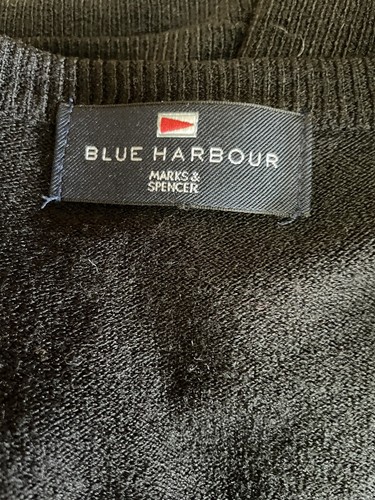 BLUE HARBOUR
MARKS &
SPENCER